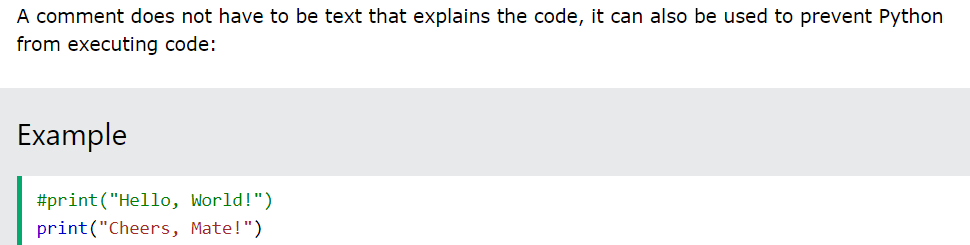 A comment does not have to be text that explains the code, it can also be used to prevent Python
from executing code:
Example
#print("Hello, World!")
print("Cheers, Mate!")